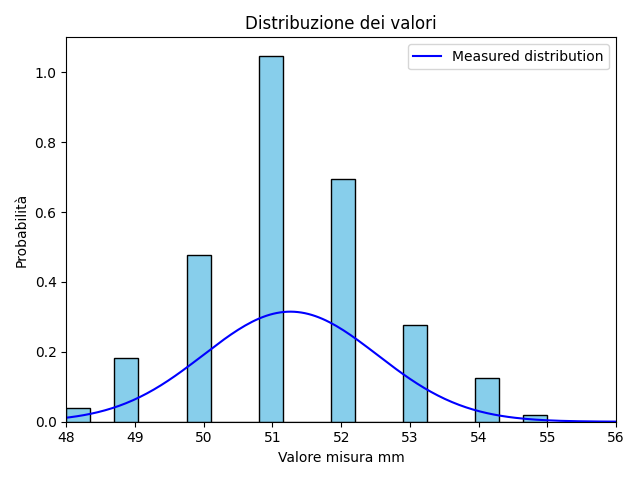 Distribuzione dei valori
Measured distribution
Probabilità
1.0
0.8
0.6
0.4
0.2
0.0
48 49 50 51 52 53 54 55 56
Valore misura mm